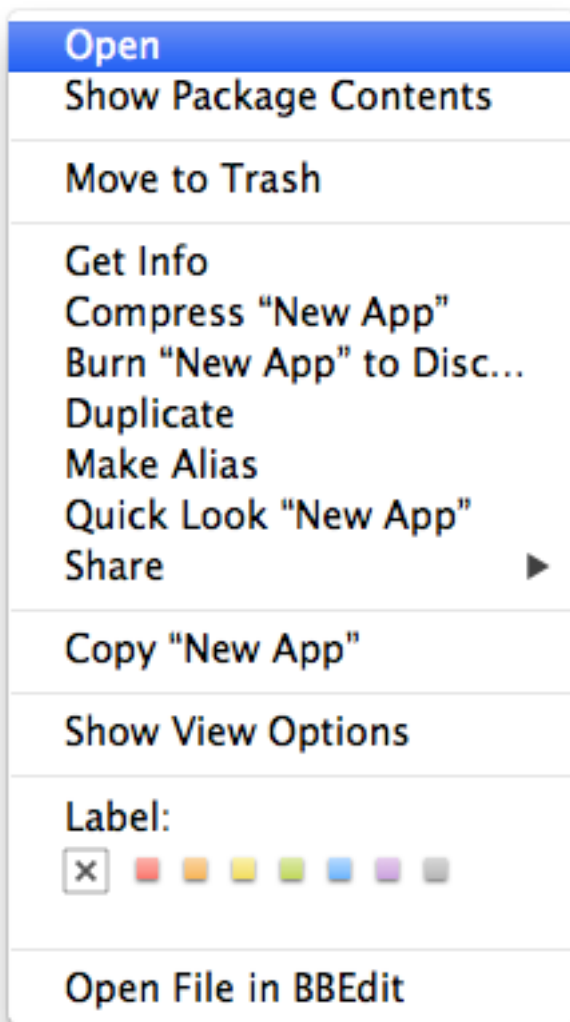 Open
Show Package Contents
Move to Trash
Get Info
Compress “New App”
Burn “New App” to Disc...
Duplicate
Make Alias
Quick Look “New App”
Share
Copy “New App”
Show View Options
Label:
Open File in BBEdit